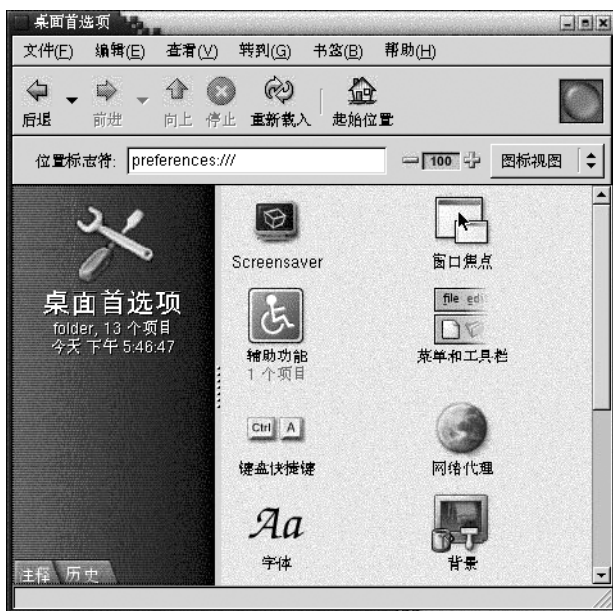 桌面首选项
文件(F) 编辑(E) 查看(V) 转到(G) 书签(B) 帮助(H)
后退 前进 向上 停止 重新载入 起始位置
位置标志符: preferences:/// 100 图标视图
桌面首选项
folder, 13 个项目
今天 下午 5:46:47
Screensaver 窗口焦点
file edi
辅助功能 菜单和工具栏
1 个项目
Ctrl A
键盘快捷键 网络代理
Aa
字体 背景
注释 历史